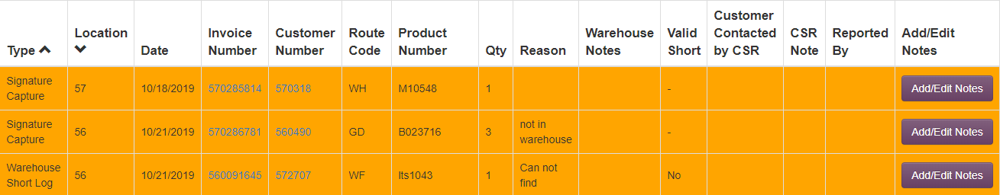 Type Location Date Invoice Number Customer Number Route Code Product Number Qty Reason Warehouse Notes Valid Short Customer Contacted by CSR CSR Note Reported By Add/Edit Notes
Signature Capture 57 10/18/2019 570285814 570318 WH M10548 1 - Add/Edit Notes
Signature Capture 56 10/21/2019 570286781 560490 GD B023716 3 not in warehouse - Add/Edit Notes
Warehouse Short Log 56 10/21/2019 560091645 572707 WF lts1043 1 Can not find No Add/Edit Notes